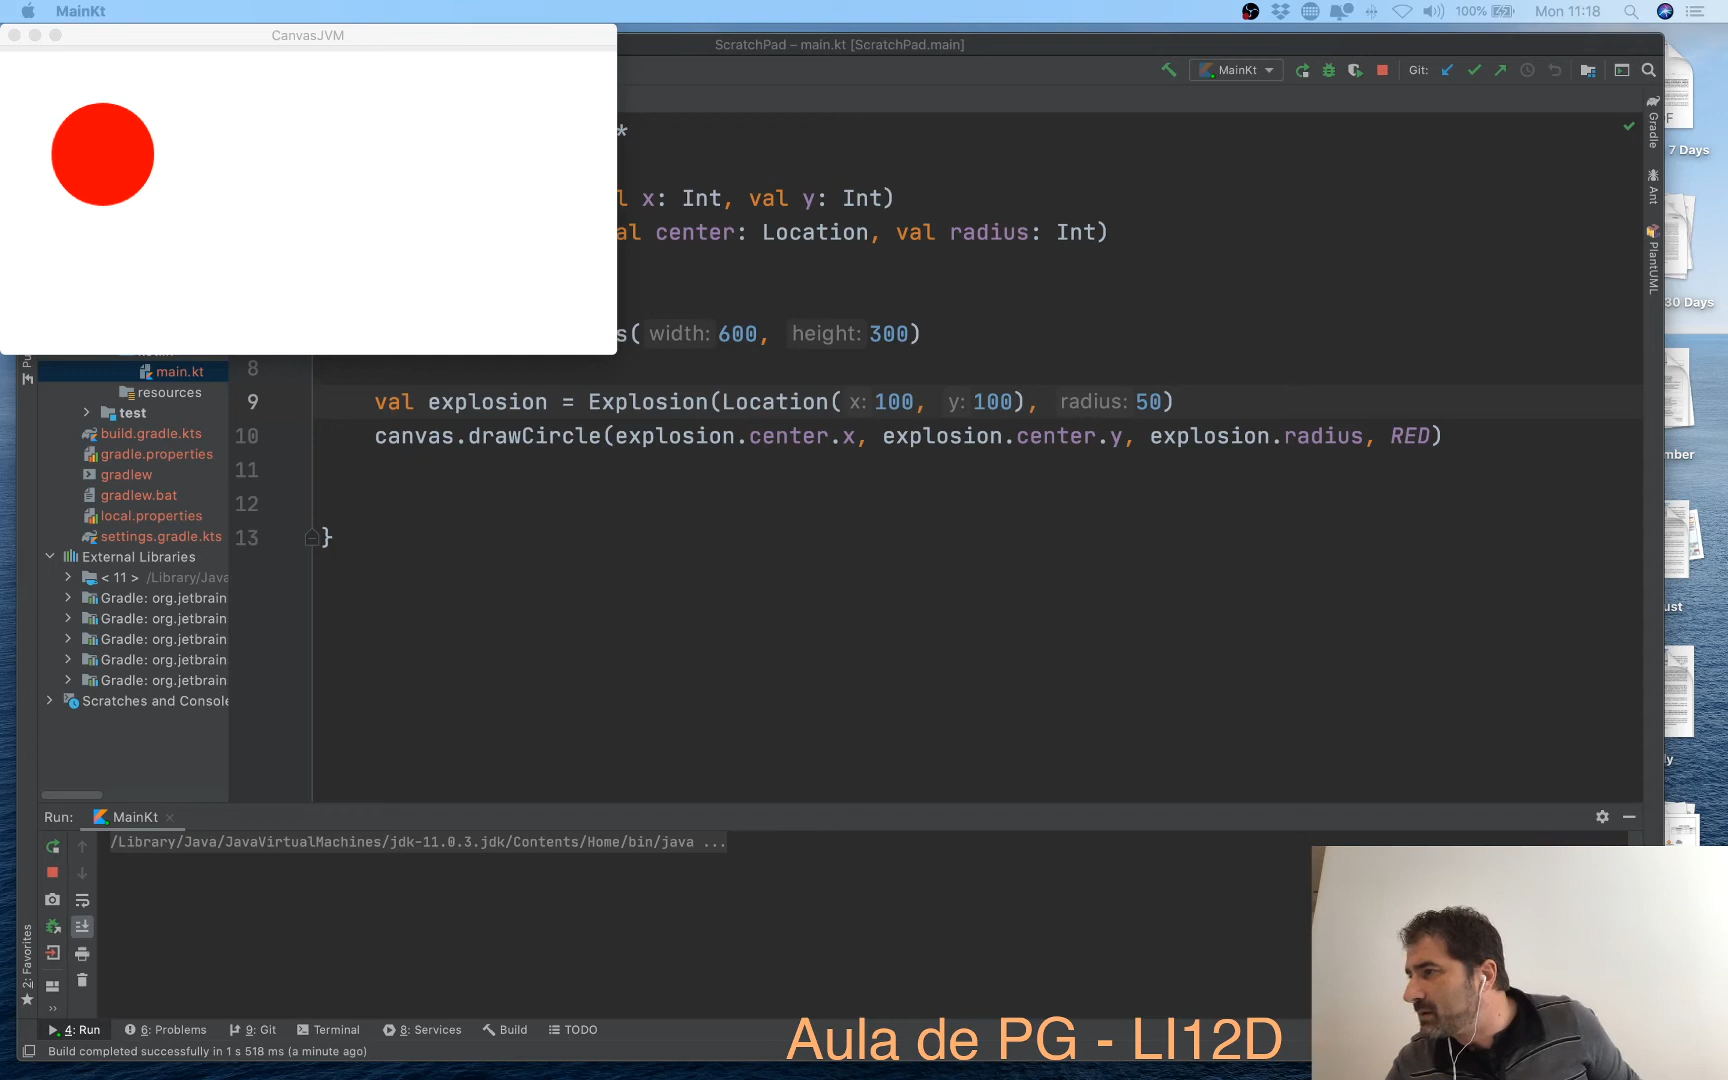 MainKt
100%
Mon 11:18
CanvasJVM
ScratchPad – main.kt [ScratchPad.main]
MainKt
Git:
*
l x: Int, val y: Int)
al center: Location, val radius: Int)
s( width: 600, height: 300)
8
9 val explosion = Explosion(Location( x: 100, y: 100), radius: 50)
10 canvas.drawCircle(explosion.center.x, explosion.center.y, explosion.radius, RED)
11
12
13 }
main.kt
resources
test
build.gradle.kts
gradle.properties
gradlew
gradlew.bat
local.properties
settings.gradle.kts
External Libraries
< 11 > /Library/Java
Gradle: org.jetbrain
Gradle: org.jetbrain
Gradle: org.jetbrain
Gradle: org.jetbrain
Gradle: org.jetbrain
Scratches and Console
Gradle
Ant
PlantUML
F
7 Days
30 Days
mber
ust
ly
Run: MainKt
/Library/Java/JavaVirtualMachines/jdk-11.0.3.jdk/Contents/Home/bin/java ...
2: Favorites
4: Run
6: Problems
9: Git
Terminal
8: Services
Build
TODO
Build completed successfully in 1 s 518 ms (a minute ago)
Aula de PG - LI12D